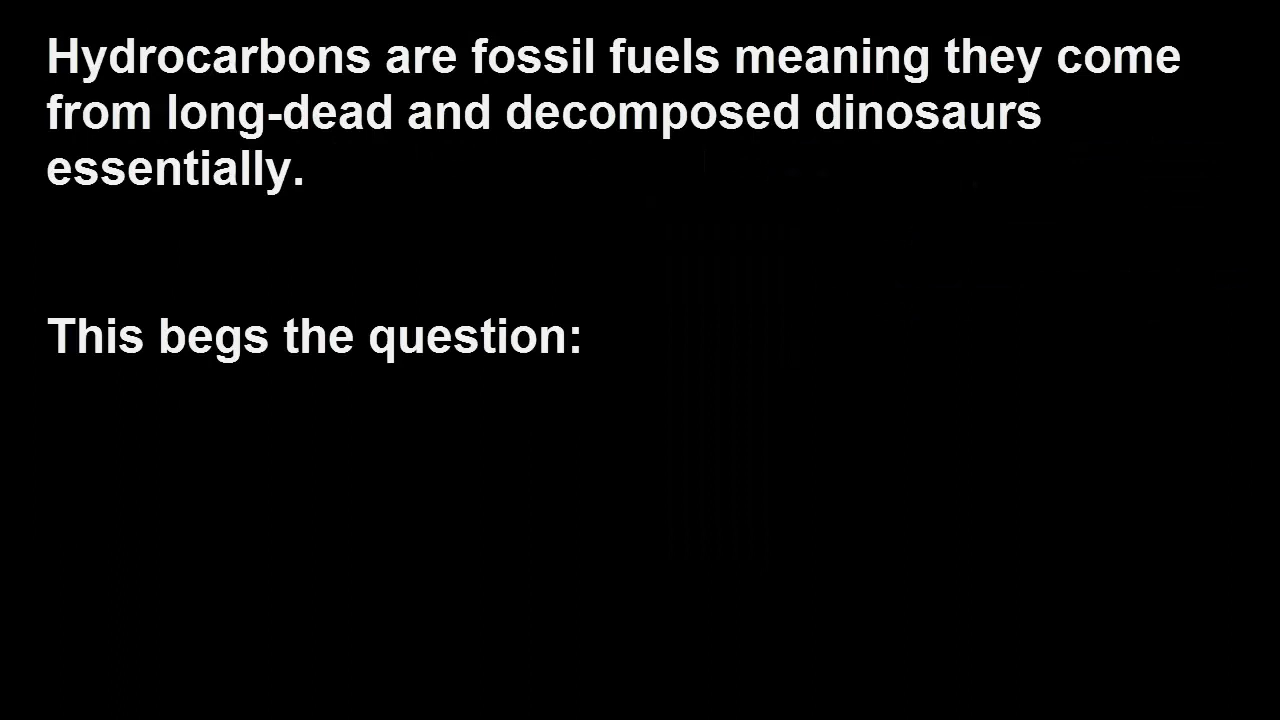 Hydrocarbons are fossil fuels meaning they come
from long-dead and decomposed dinosaurs
essentially.
This begs the question: